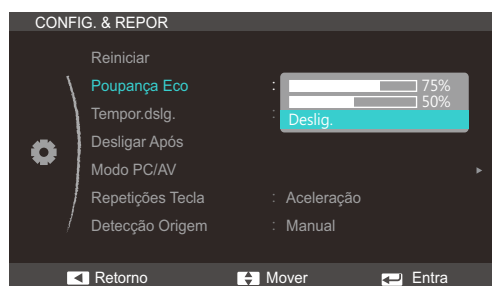 CONFIG. & REPOR
Reiniciar
Poupança Eco : 75%
50%
Tempor.dslg. : Deslig.
Desligar Após
Modo PC/AV ►
Repetições Tecla : Aceleração
Detecção Origem : Manual
Retorno Mover Entra